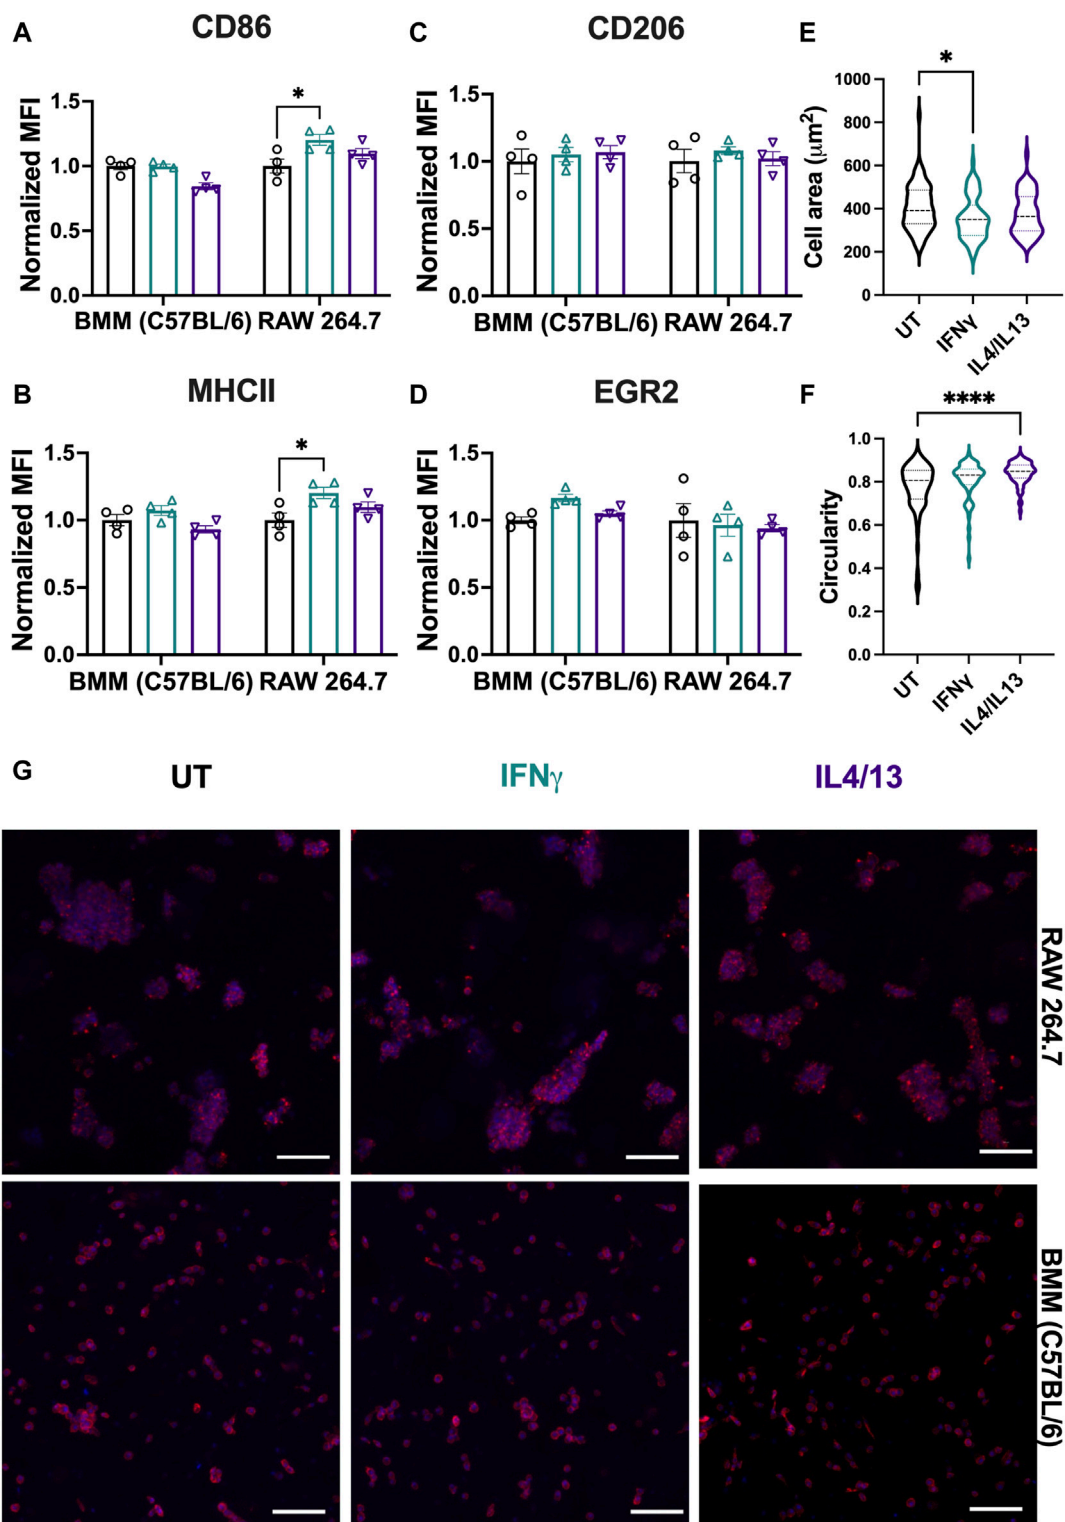 A
CD86
Normalized MFI
1.5
1.0
0.5
0.0
*
BMM (C57BL/6) RAW 264.7
C
CD206
Normalized MFI
1.5
1.0
0.5
0.0
BMM (C57BL/6) RAW 264.7
E
Cell area (μm2)
1000
800
600
400
200
0
*
UT
IFNγ
IL4/IL13
B
MHCII
Normalized MFI
1.5
1.0
0.5
0.0
*
BMM (C57BL/6) RAW 264.7
D
EGR2
Normalized MFI
1.5
1.0
0.5
0.0
BMM (C57BL/6) RAW 264.7
F
Circularity
1.0
0.8
0.6
0.4
0.2
0.0
****
UT
IFNγ
IL4/IL13
G
UT
IFNγ
IL4/13
RAW 264.7
BMM (C57BL/6)